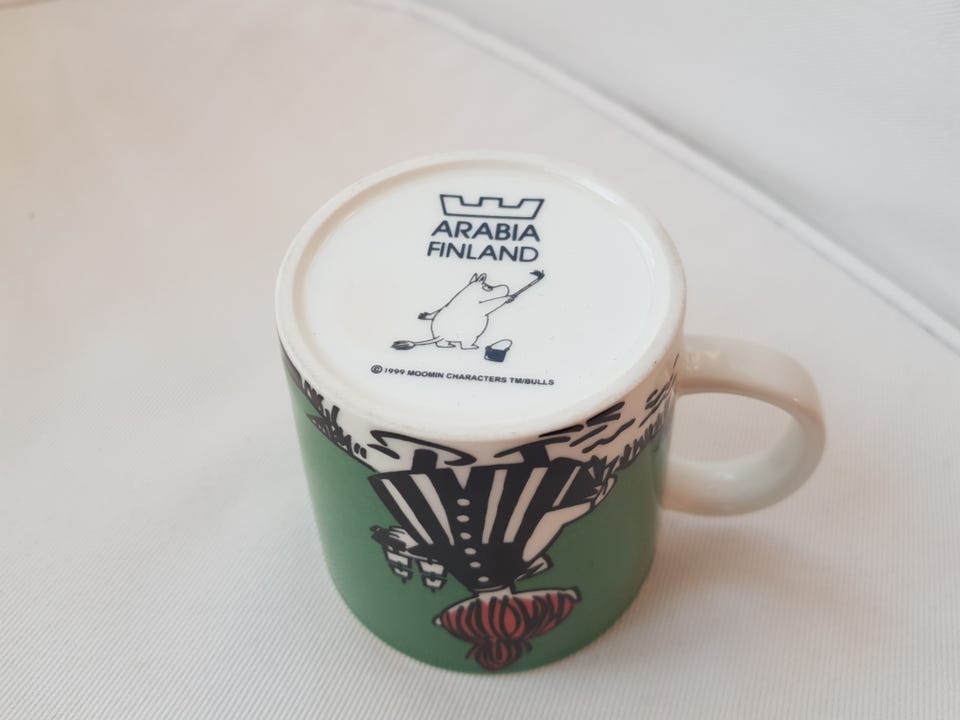 ARABIA
FINLAND
©1999 MOOMIN CHARACTERS TM/BULLS